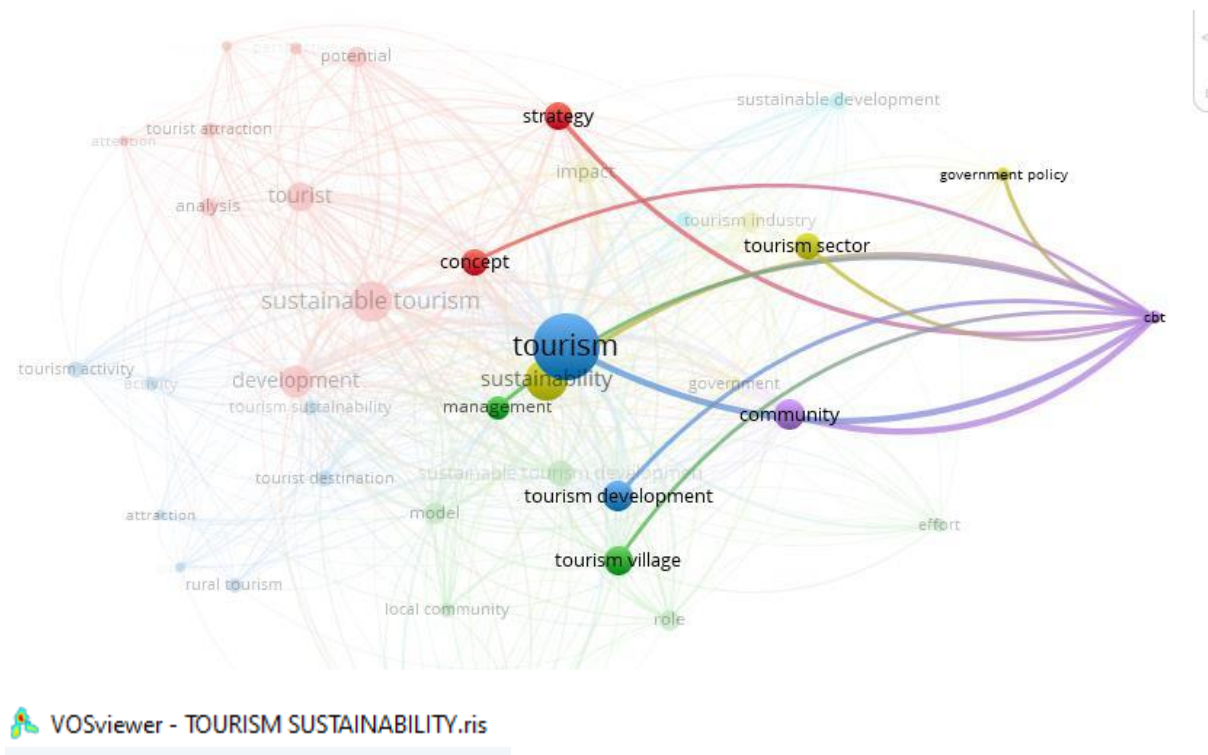 potential
strategy
sustainable development
tourist attraction
attention
impact
government policy
tourist
analysis
tourism industry
tourism sector
concept
sustainable tourism
cbt
tourism
tourism activity
activity
development
sustainability
government
tourism sustainability
management
community
sustainable tourism development
tourist destination
tourism development
attraction
model
effort
tourism village
rural tourism
local community
role
VOSviewer - TOURISM SUSTAINABILITY.ris